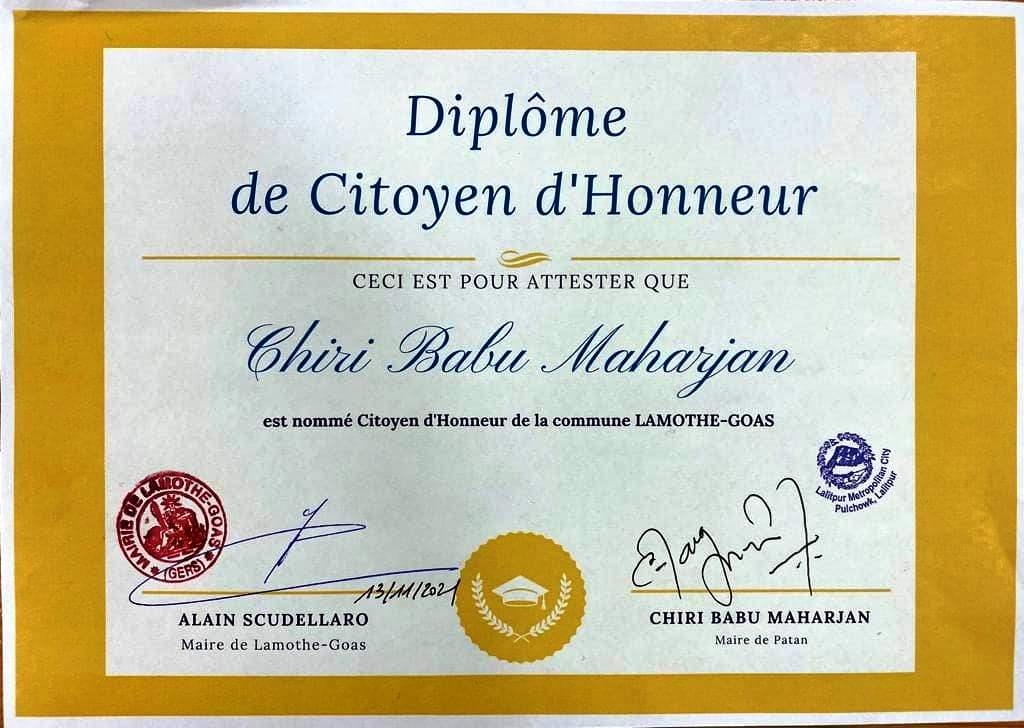 Diplôme
de Citoyen d'Honneur
CECI EST POUR ATTESTER QUE
Chiri Babu Maharjan
est nommé Citoyen d'Honneur de la commune LAMOTHE-GOAS
MAIRIE DE LAMOTHE-GOAS
(GERS)
Lalitpur Metropolitan City
Pulchowk, Lalitpur
13/11/2021
ALAIN SCUDELLARO
Maire de Lamothe-Goas
CHIRI BABU MAHARJAN
Maire de Patan